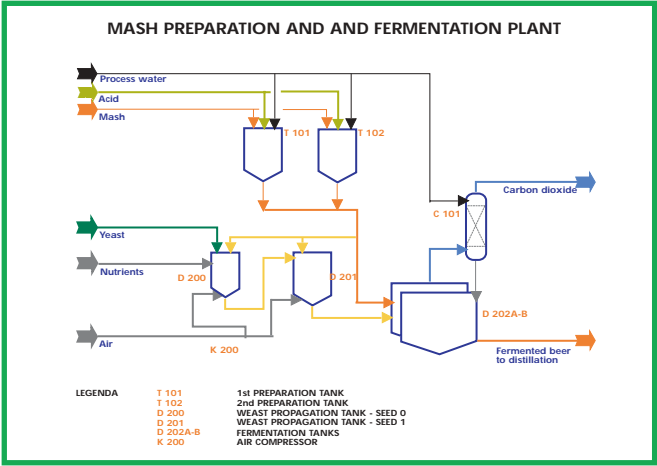 MASH PREPARATION AND AND FERMENTATION PLANT
Process water
Acid
Mash
T 101
T 102
Carbon dioxide
C 101
Yeast
Nutrients
D 200
D 201
D 202A-B
Air
K 200
Fermented beer
to distillation
LEGENDA
T 101 1st PREPARATION TANK
T 102 2nd PREPARATION TANK
D 200 WEAST PROPAGATION TANK - SEED 0
D 201 WEAST PROPAGATION TANK - SEED 1
D 202A-B FERMENTATION TANKS
K 200 AIR COMPRESSOR